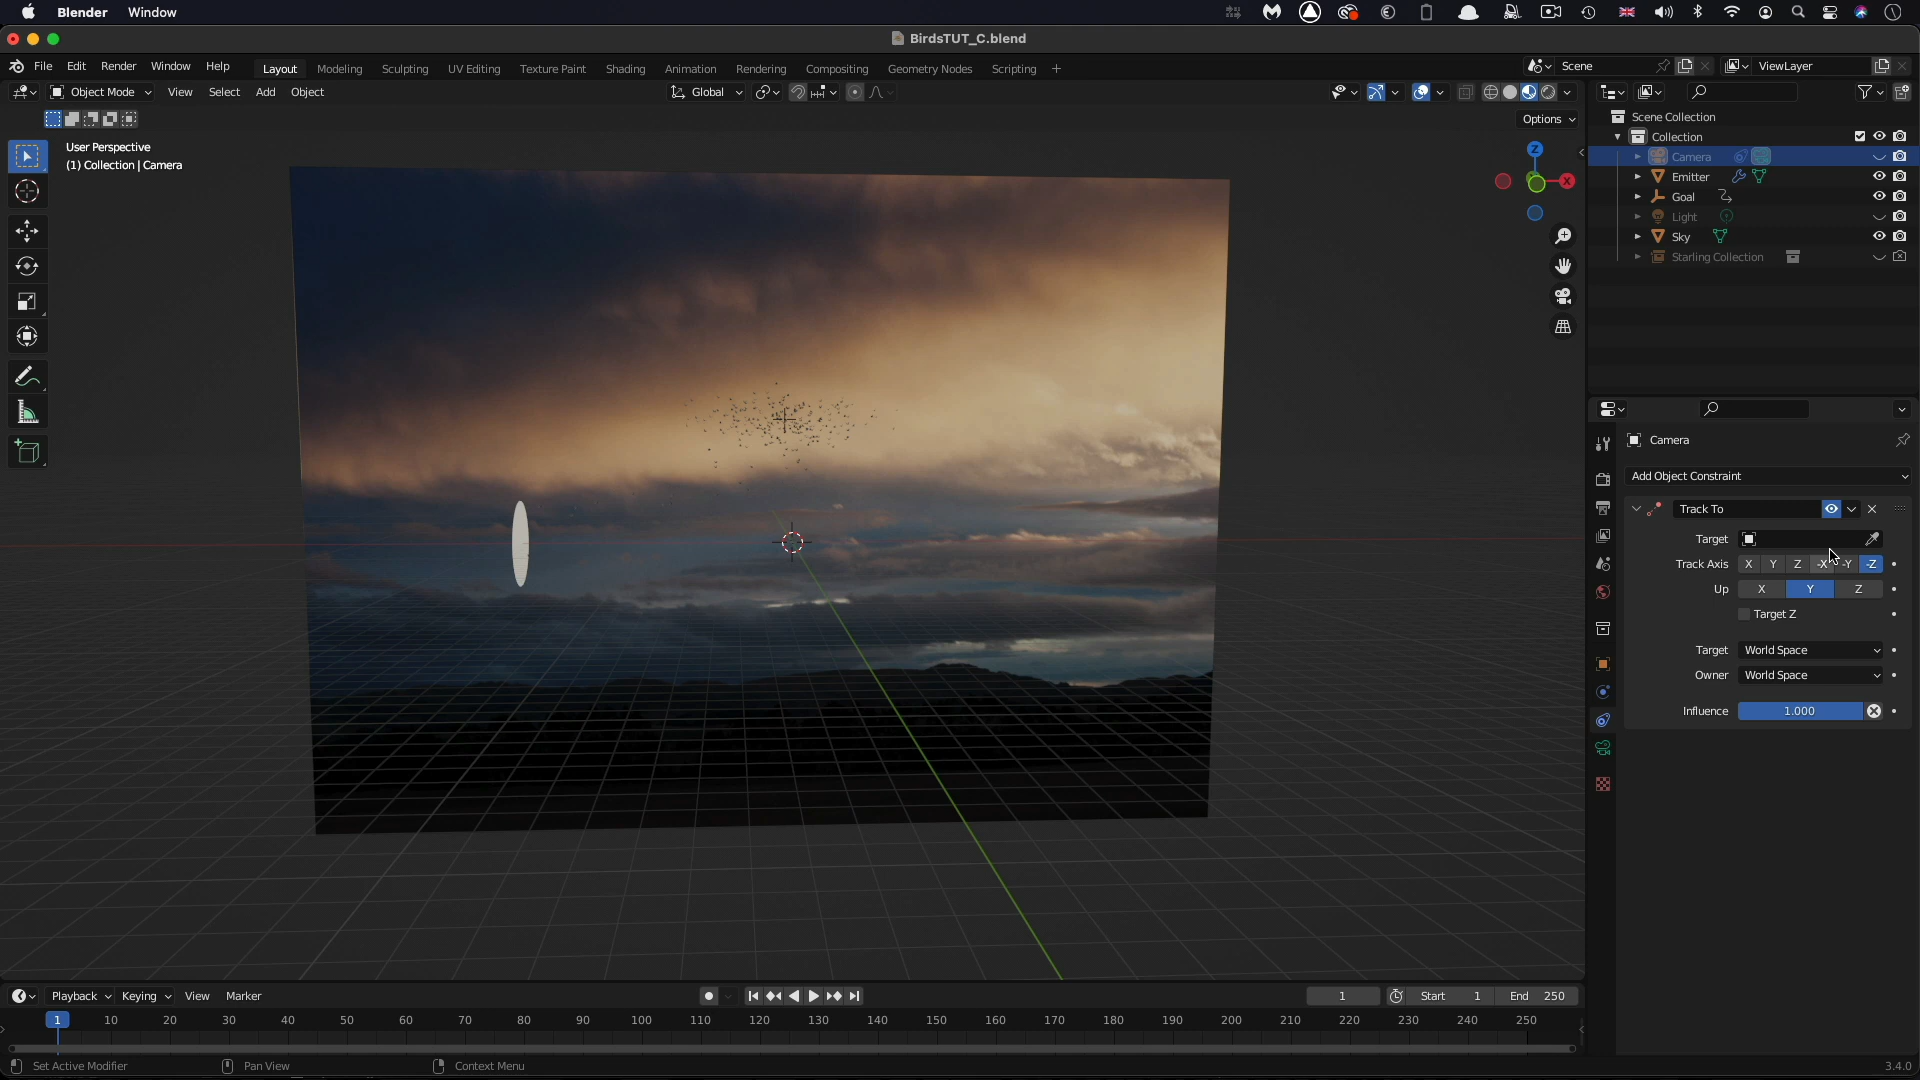 Blender Window
BirdsTUT_C.blend
File Edit Render Window Help Layout Modeling Sculpting UV Editing Texture Paint Shading Animation Rendering Compositing Geometry Nodes Scripting + Scene ViewLayer
Object Mode View Select Add Object Global
Options
User Perspective
(1) Collection | Camera
Z
X
Scene Collection
Collection
Camera
Emitter
Goal
Light
Sky
Starling Collection
Camera
Add Object Constraint
Track To
Target
Track Axis X Y Z -X -Y -Z
Up X Y Z
Target Z
Target World Space
Owner World Space
Influence 1.000
Playback Keying View Marker 1 Start 1 End 250
1 10 20 30 40 50 60 70 80 90 100 110 120 130 140 150 160 170 180 190 200 210 220 230 240 250
Set Active Modifier Pan View Context Menu 3.4.0